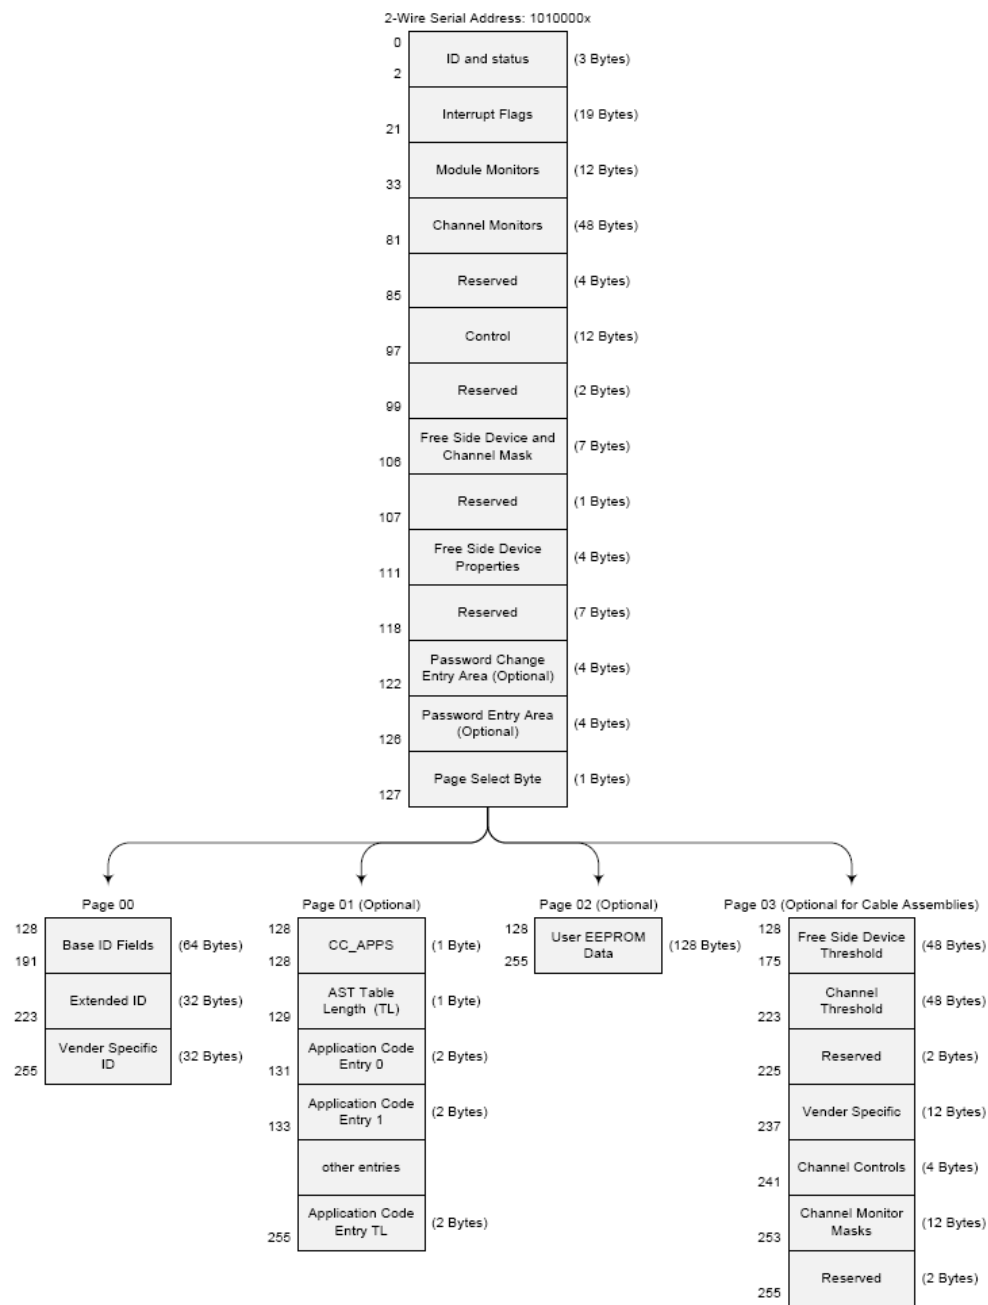 2-Wire Serial Address: 1010000x
0
ID and status
(3 Bytes)
2
Interrupt Flags
(19 Bytes)
21
Module Monitors
(12 Bytes)
33
Channel Monitors
(48 Bytes)
81
Reserved
(4 Bytes)
85
Control
(12 Bytes)
97
Reserved
(2 Bytes)
99
Free Side Device and
Channel Mask
(7 Bytes)
106
Reserved
(1 Bytes)
107
Free Side Device
Properties
(4 Bytes)
111
Reserved
(7 Bytes)
118
Password Change
Entry Area (Optional)
(4 Bytes)
122
Password Entry Area
(Optional)
(4 Bytes)
126
Page Select Byte
(1 Bytes)
127
Page 00
128
Base ID Fields
(64 Bytes)
191
Extended ID
(32 Bytes)
223
Vender Specific
ID
(32 Bytes)
255
Page 01 (Optional)
128
CC_APPS
(1 Byte)
128
AST Table
Length (TL)
(1 Byte)
129
Application Code
Entry 0
(2 Bytes)
131
Application Code
Entry 1
(2 Bytes)
133
other entries
Application Code
Entry TL
(2 Bytes)
255
Page 02 (Optional)
128
User EEPROM
Data
(128 Bytes)
255
Page 03 (Optional for Cable Assemblies)
128
Free Side Device
Threshold
(48 Bytes)
175
Channel
Threshold
(48 Bytes)
223
Reserved
(2 Bytes)
225
Vender Specific
(12 Bytes)
237
Channel Controls
(4 Bytes)
241
Channel Monitor
Masks
(12 Bytes)
253
Reserved
(2 Bytes)
255